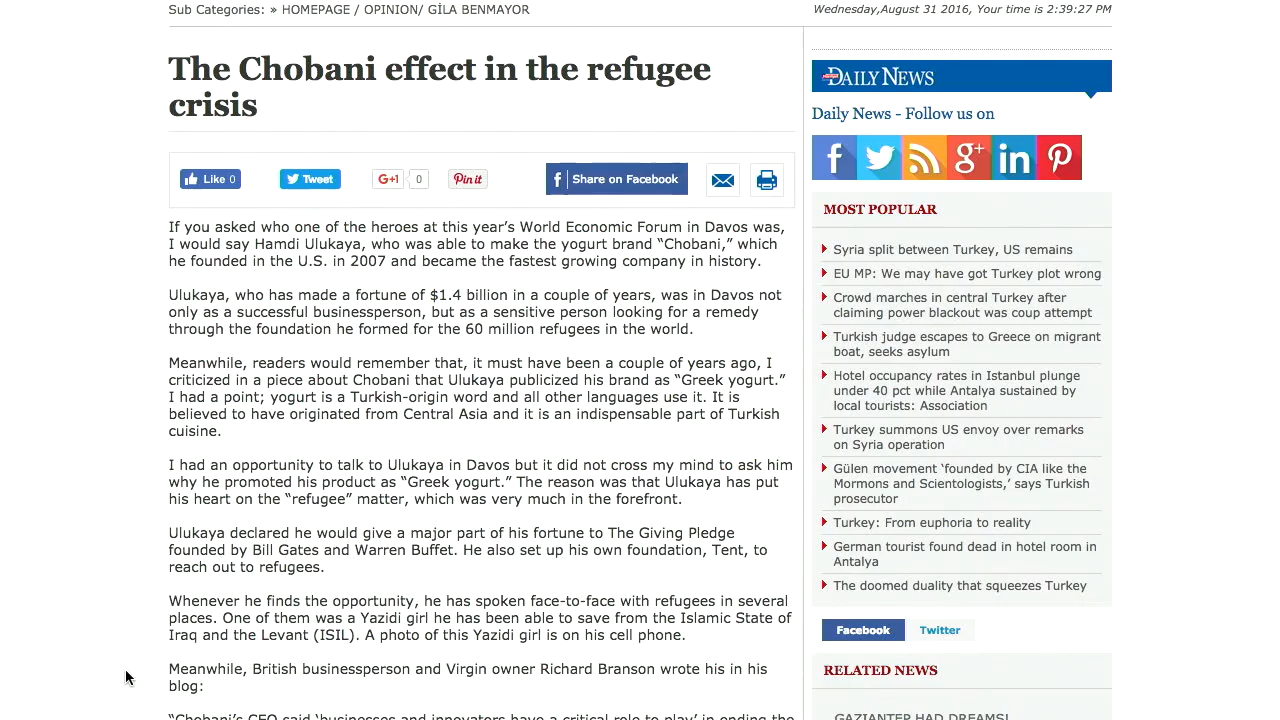 Sub Categories: » HOMEPAGE / OPINION/ GİLA BENMAYOR
Wednesday,August 31 2016, Your time is 2:39:27 PM
The Chobani effect in the refugee
crisis
Like 0
Tweet
G+1 0
Pin it
f Share on Facebook
If you asked who one of the heroes at this year’s World Economic Forum in Davos was,
I would say Hamdi Ulukaya, who was able to make the yogurt brand “Chobani,” which
he founded in the U.S. in 2007 and became the fastest growing company in history.
Ulukaya, who has made a fortune of $1.4 billion in a couple of years, was in Davos not
only as a successful businessperson, but as a sensitive person looking for a remedy
through the foundation he formed for the 60 million refugees in the world.
Meanwhile, readers would remember that, it must have been a couple of years ago, I
criticized in a piece about Chobani that Ulukaya publicized his brand as “Greek yogurt.”
I had a point; yogurt is a Turkish-origin word and all other languages use it. It is
believed to have originated from Central Asia and it is an indispensable part of Turkish
cuisine.
I had an opportunity to talk to Ulukaya in Davos but it did not cross my mind to ask him
why he promoted his product as “Greek yogurt.” The reason was that Ulukaya has put
his heart on the “refugee” matter, which was very much in the forefront.
Ulukaya declared he would give a major part of his fortune to The Giving Pledge
founded by Bill Gates and Warren Buffet. He also set up his own foundation, Tent, to
reach out to refugees.
Whenever he finds the opportunity, he has spoken face-to-face with refugees in several
places. One of them was a Yazidi girl he has been able to save from the Islamic State of
Iraq and the Levant (ISIL). A photo of this Yazidi girl is on his cell phone.
Meanwhile, British businessperson and Virgin owner Richard Branson wrote his in his
blog:
“Chobani’s CEO said ‘businesses and innovators have a critical role to play’ in ending the
DAILY NEWS
Daily News - Follow us on
f g+ in
MOST POPULAR
Syria split between Turkey, US remains
EU MP: We may have got Turkey plot wrong
Crowd marches in central Turkey after
claiming power blackout was coup attempt
Turkish judge escapes to Greece on migrant
boat, seeks asylum
Hotel occupancy rates in Istanbul plunge
under 40 pct while Antalya sustained by
local tourists: Association
Turkey summons US envoy over remarks
on Syria operation
Gülen movement ‘founded by CIA like the
Mormons and Scientologists,’ says Turkish
prosecutor
Turkey: From euphoria to reality
German tourist found dead in hotel room in
Antalya
The doomed duality that squeezes Turkey
Facebook Twitter
RELATED NEWS
GAZIANTEP HAD DREAMS!